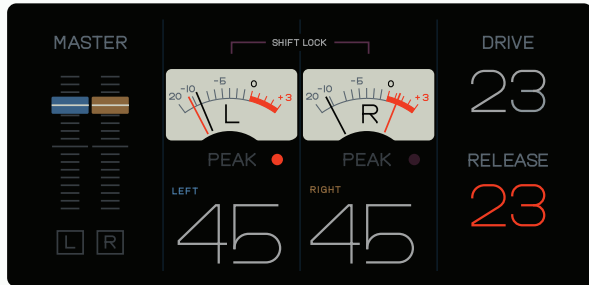 MASTER
SHIFT LOCK
DRIVE
20 -10 -5 0 +3
L
20 -10 -5 0 +3
R
23
PEAK
PEAK
RELEASE
LEFT
RIGHT
45
45
23
L
R